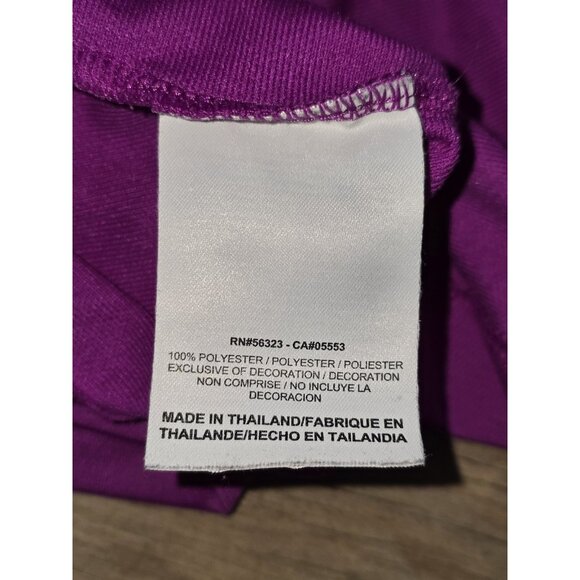 RN#56323 - CA#05553
100% POLYESTER / POLYESTER / POLIESTER
EXCLUSIVE OF DECORATION / DECORATION
NON COMPRISE / NO INCLUYE LA
DECORACION
MADE IN THAILAND/FABRIQUE EN
THAILANDE/HECHO EN TAILANDIA